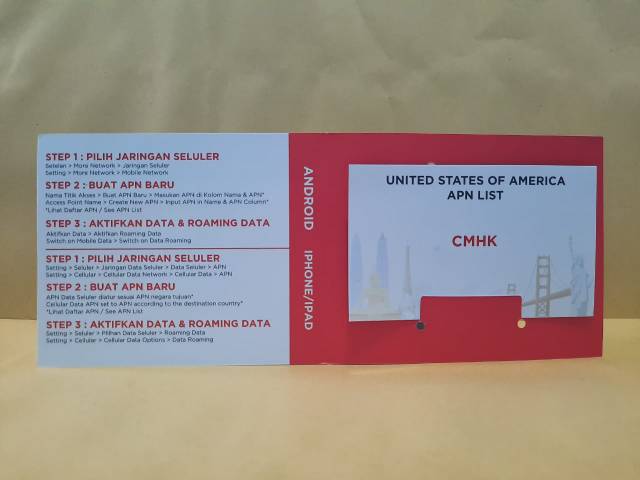 STEP 1 : PILIH JARINGAN SELULER
Setelan > More Network > Jaringan Seluler
Setting > More Network > Mobile Network
STEP 2 : BUAT APN BARU
Nama Titik Akses > Buat APN Baru > Masukan APN di Kolom Nama & APN*
Access Point Name > Create New APN > Input APN in Name & APN Column*
*Lihat Daftar APN / See APN List
STEP 3 : AKTIFKAN DATA & ROAMING DATA
Aktifkan Data > Aktifkan Roaming Data
Switch on Mobile Data > Switch on Data Roaming
ANDROID
STEP 1 : PILIH JARINGAN SELULER
Setting > Seluler > Jaringan Data Seluler > Data Seluler > APN
Setting > Cellular > Cellular Data Network > Cellular Data > APN
STEP 2 : BUAT APN BARU
APN Data Seluler diatur sesuai APN negara tujuan*
Cellular Data APN set to APN according to the destination country*
*Lihat Daftar APN / See APN List
STEP 3 : AKTIFKAN DATA & ROAMING DATA
Setting > Seluler > Pilihan Data Seluler > Roaming Data
Setting > Cellular > Cellular Data Options > Data Roaming
IPHONE/IPAD
UNITED STATES OF AMERICA
APN LIST
CMHK